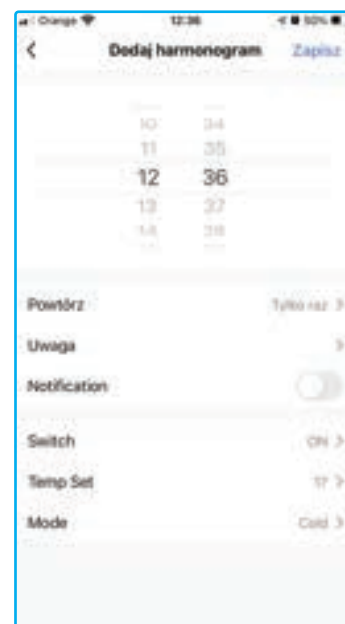 Orange 12:36 50%
Dodaj harmonogram Zapisz
10 34
11 35
12 36
13 37
14 38
Powtórz Tylko raz
Uwaga
Notification
Switch ON
Temp Set 17
Mode Cold